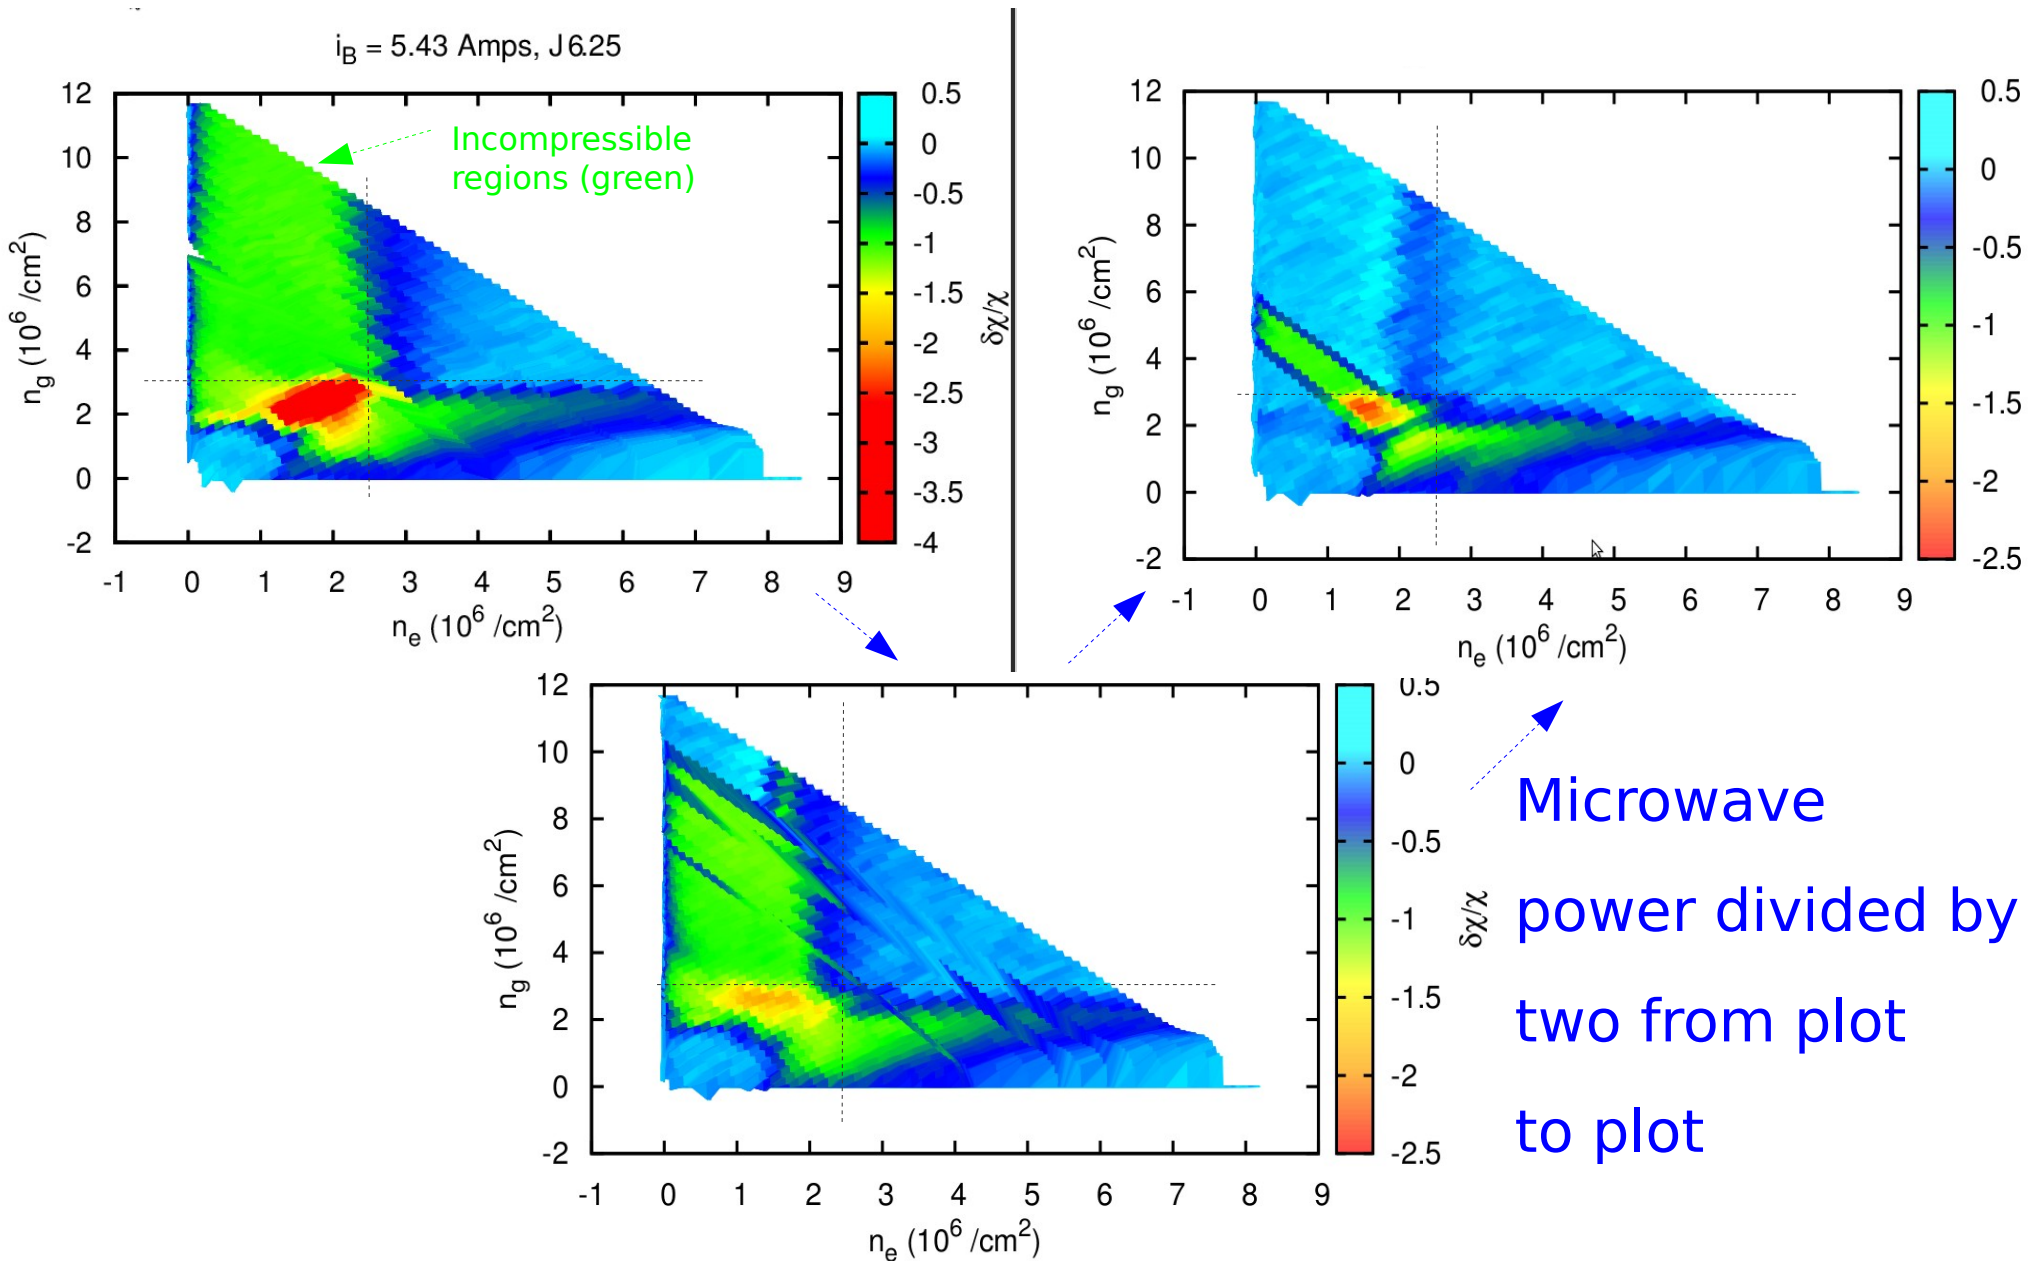 i_B = 5.43 Amps, J6.25
12
10
8
6
4
2
0
-2
n_g (10^6 /cm^2)
-1 0 1 2 3 4 5 6 7 8 9
n_e (10^6 /cm^2)
Incompressible
regions (green)
0.5
0
-0.5
-1
-1.5
-2
-2.5
-3
-3.5
-4
δχ/χ
12
10
8
6
4
2
0
-2
n_g (10^6 /cm^2)
-1 0 1 2 3 4 5 6 7 8 9
n_e (10^6 /cm^2)
0.5
0
-0.5
-1
-1.5
-2
-2.5
12
10
8
6
4
2
0
-2
n_g (10^6 /cm^2)
-1 0 1 2 3 4 5 6 7 8 9
n_e (10^6 /cm^2)
0.5
0
-0.5
-1
-1.5
-2
-2.5
δχ/χ
Microwave
power divided by
two from plot
to plot